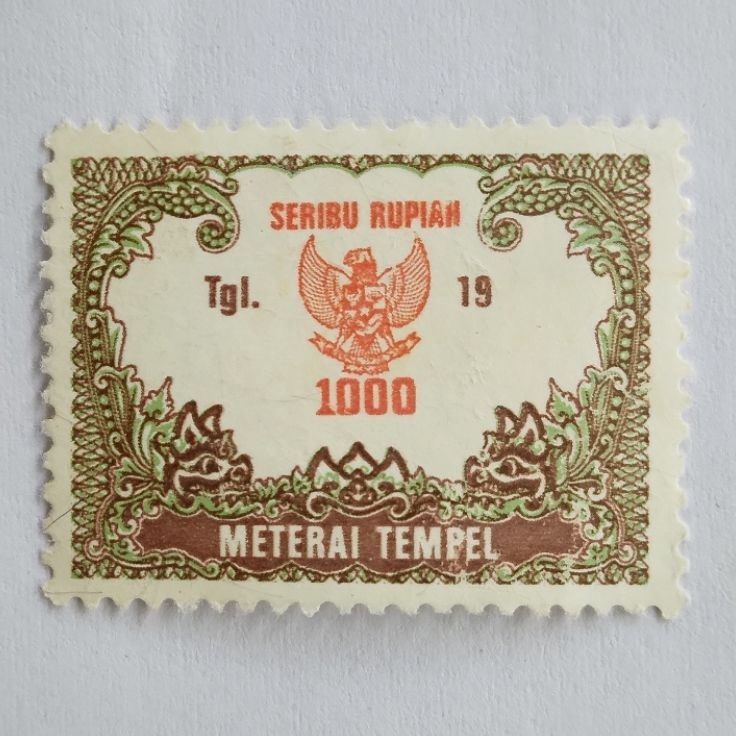 SERIBU RUPIAH
Tgl. 19
1000
METERAI TEMPEL